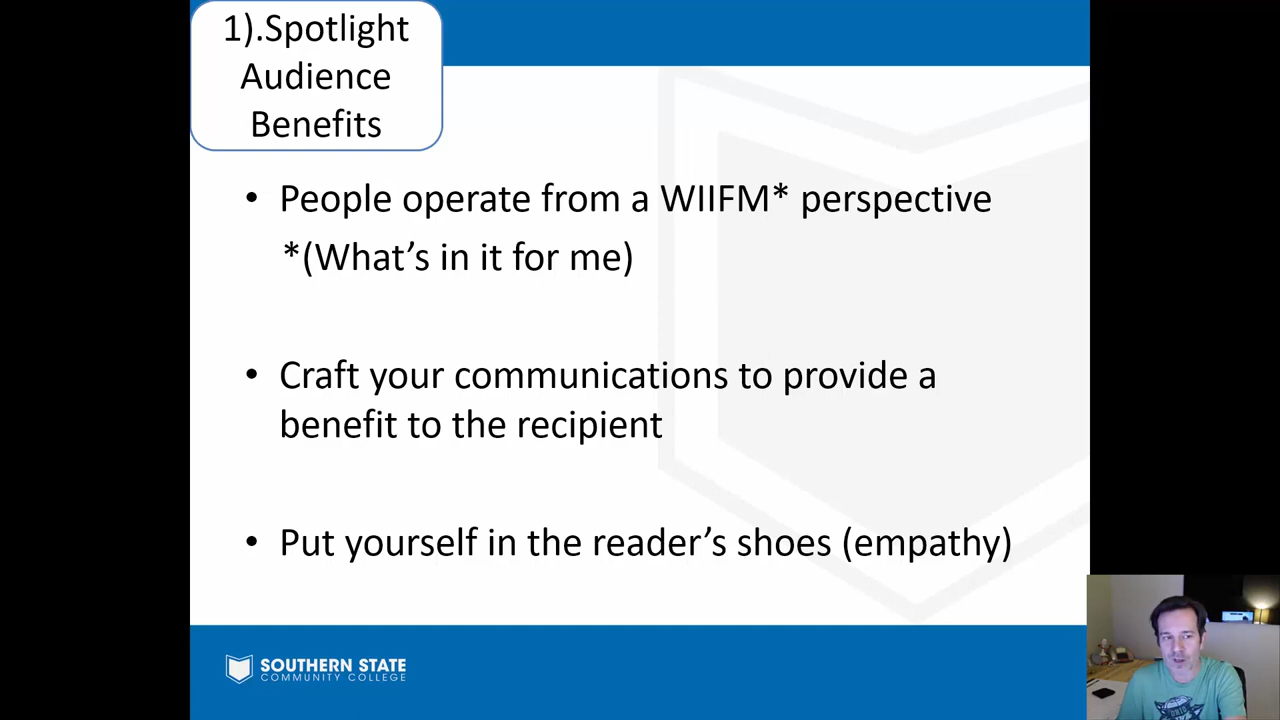 1).Spotlight
Audience
Benefits
• People operate from a WIIFM* perspective
*(What’s in it for me)
• Craft your communications to provide a
benefit to the recipient
• Put yourself in the reader’s shoes (empathy)
SOUTHERN STATE
COMMUNITY COLLEGE